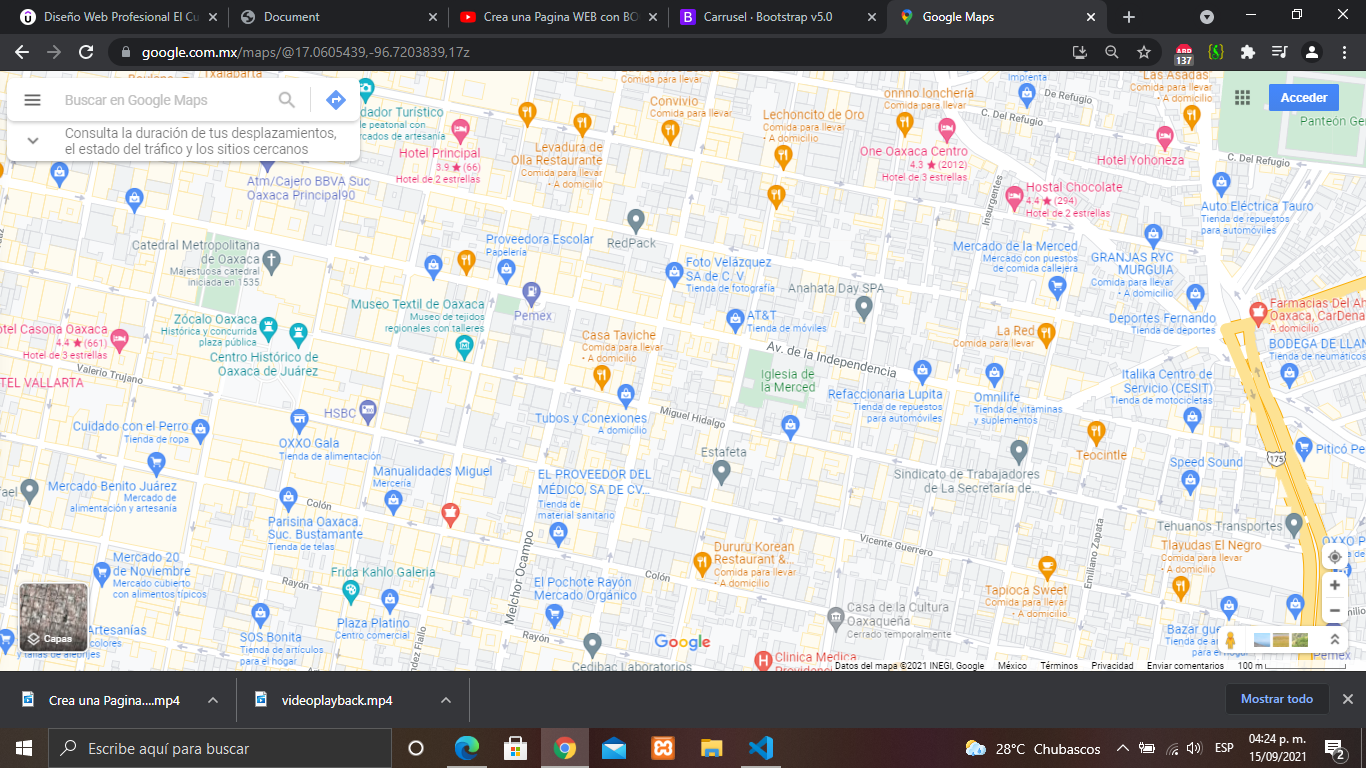 Diseño Web Profesional El Cu
Document
Crea una Pagina WEB con BO
Carrusel · Bootstrap v5.0
Google Maps
google.com.mx/maps/@17.0605439,-96.7203839,17z
ABP
137
Buscar en Google Maps
Consulta la duración de tus desplazamientos,
el estado del tráfico y los sitios cercanos
Acceder
Txalaparta
Comida para llevar
Convivio
Comida para llevar
onnno lonchería
Comida para llevar
Imprenta
De Refugio
C. Del Refugio
Las Asadas
Comida para llevar
Panteón Gen
dador Turístico
e peatonal con
rcados de artesanía
Hotel Principal
3.9 ★ (66)
Hotel de 2 estrellas
Levadura de
Olla Restaurante
Comida para llevar
• A domicilio
Lechoncito de Oro
Comida para llevar
• A domicilio
One Oaxaca Centro
4.3 ★ (2012)
Hotel de 3 estrellas
Hotel Yohoneza
C. Del Refugio
Atm/Cajero BBVA Suc
Oaxaca Principal90
Insurgentes
Hostal Chocolate
4.4 ★ (294)
Hotel de 2 estrellas
Auto Eléctrica Tauro
Tienda de repuestos
para automóviles
Catedral Metropolitana
de Oaxaca
Majestuosa catedral
iniciada en 1535
Proveedora Escolar
Papelería
RedPack
Foto Velázquez
SA de C. V
Tienda de fotografía
Mercado de la Merced
Mercado con puestos
de comida callejera
GRANJAS RYC
MURGUIA
Comida para llevar
• A domicilio
Anahata Day SPA
Museo Textil de Oaxaca
Museo de tejidos
regionales con talleres
Pemex
AT&T
Tienda de móviles
Deportes Fernando
Tienda de deportes
Farmacias Del Ah
Oaxaca, CarDena
A domicilio
Zócalo Oaxaca
Histórica y concurrida
plaza pública
otel Casona Oaxaca
4.4 ★ (661)
Hotel de 3 estrellas
Centro Histórico de
Oaxaca de Juárez
Casa Taviche
Comida para llevar
• A domicilio
Av. de la Independencia
La Red
Comida para llevar
• A domicilio
BODEGA DE LLAN
Tienda de neumáticos
Valerio Trujano
TEL VALLARTA
Iglesia de
la Merced
Italika Centro de
Servicio (CESIT)
Tienda de motocicletas
Refaccionaria Lupita
Tienda de repuestos
para automóviles
Omnilife
Tienda de vitaminas
y suplementos
HSBC
Tubos y Conexiones
A domicilio
Miguel Hidalgo
Cuidado con el Perro
Tienda de ropa
OXXO Gala
Tienda de alimentación
Estafeta
Teocintle
175
Piticó Pe
Speed Sound
Sindicato de Trabajadores
de La Secretaría de...
Manualidades Miguel
Mercería
EL PROVEEDOR DEL
MÉDICO, SA DE CV...
Tienda de
material sanitario
Mercado Benito Juárez
Mercado de
alimentación y artesanía
ael
Colón
Parisina Oaxaca.
Suc. Bustamante
Tienda de telas
Melchor Ocampo
Vicente Guerrero
Emiliano Zapata
Tehuanos Transportes
Tlayudas El Negro
Comida para llevar
• A domicilio
OXXO P
Dururu Korean
Restaurant &...
Comida para llevar
• A domicilio
Mercado 20
de Noviembre
Mercado cubierto
con alimentos típicos
Rayón
Frida Kahlo Galeria
El Pochote Rayón
Mercado Orgánico
Colón
Tapioca Sweet
Comida para llevar
• A domicilio
Casa de la Cultura
Oaxaqueña
Cerrado temporalmente
Plaza Platino
Centro comercial
Rayón
SOS Bonita
Tienda de artículos
para el hogar
Artesanías
Capas
Cedibac Laboratorios
Google
Clinica Medica
Providencia
Bazar gue
Pemex
Datos del mapa ©2021 INEGI, Google
México
Términos
Privacidad
Enviar comentarios
100 m
Crea una Pagina....mp4
videoplayback.mp4
Mostrar todo
Escribe aquí para buscar
28°C Chubascos
ESP
04:24 p. m.
15/09/2021
2